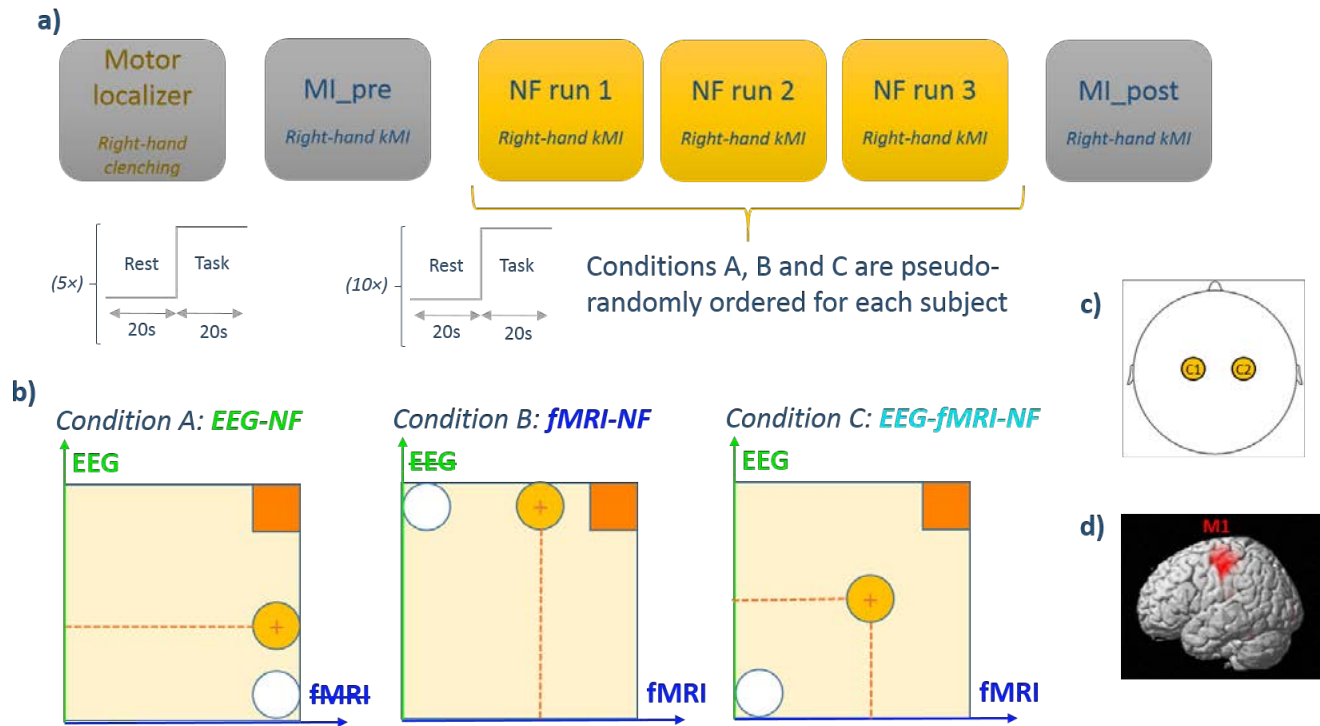 a)
Motor
localizer
Right-hand
clenching
MI_pre
Right-hand kMI
NF run 1
Right-hand kMI
NF run 2
Right-hand kMI
NF run 3
Right-hand kMI
MI_post
Right-hand kMI
(5×)
Rest
Task
20s
20s
(10×)
Rest
Task
20s
20s
Conditions A, B and C are pseudo-
randomly ordered for each subject
b)
Condition A: EEG-NF
EEG
fMRI
Condition B: fMRI-NF
EEG
fMRI
Condition C: EEG-fMRI-NF
EEG
fMRI
c)
C1
C2
d)
M1